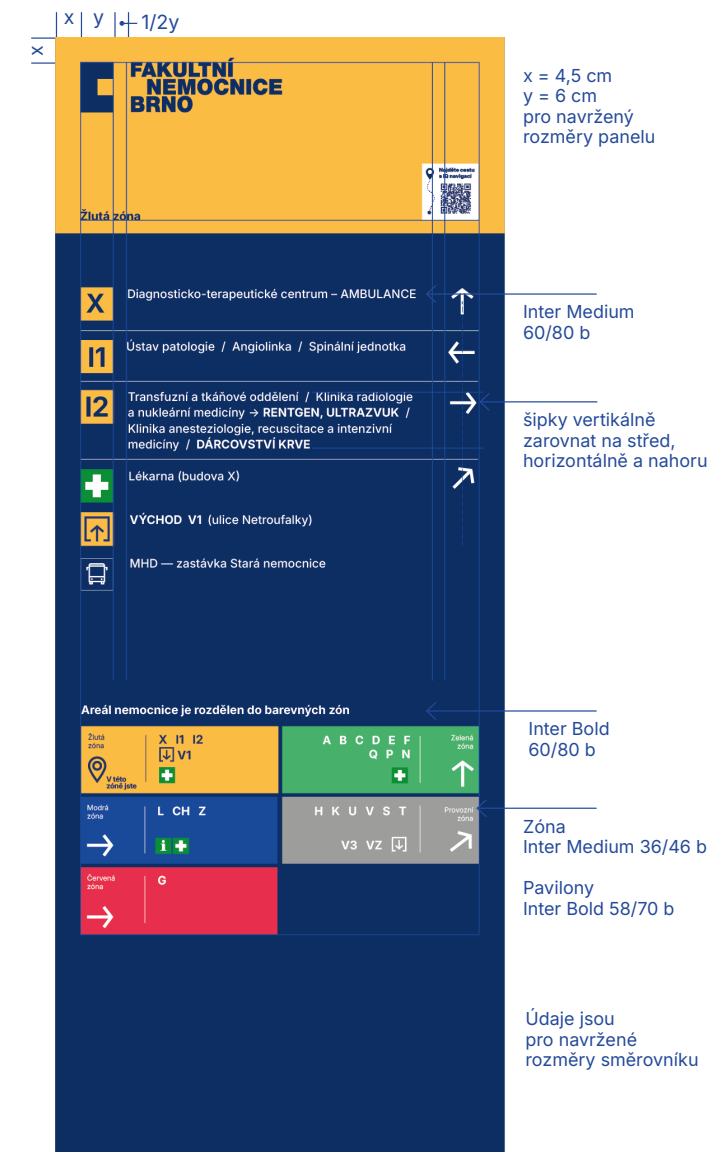 x y 1/2y
x
FAKULTNÍ
NEMOCNICE
BRNO
x = 4,5 cm
y = 6 cm
pro navržený
rozměry panelu
Najděte cestu
s IQ navigací
Žlutá zóna
X Diagnosticko-terapeutické centrum – AMBULANCE ↑
Inter Medium
60/80 b
I1 Ústav patologie / Angiolinka / Spinální jednotka ←
I2 Transfuzní a tkáňové oddělení / Klinika radiologie →
a nukleární medicíny → RENTGEN, ULTRAZVUK /
Klinika anesteziologie, recuscitace a intenzivní
medicíny / DÁRCOVSTVÍ KRVE
šipky vertikálně
zarovnat na střed,
horizontálně a nahoru
Lékarna (budova X) ↗
VÝCHOD V1 (ulice Netroufalky)
MHD — zastávka Stará nemocnice
Areál nemocnice je rozdělen do barevných zón
Inter Bold
60/80 b
Žlutá
zóna
X I1 I2
V1
V této
zóně jste
A B C D E F
Q P N
Zelená
zóna
↑
Modrá
zóna
→
L CH Z
i
H K U V S T
V3 VZ
Provozní
zóna
↗
Zóna
Inter Medium 36/46 b
Pavilony
Inter Bold 58/70 b
Červená
zóna
→
G
Údaje jsou
pro navržené
rozměry směrovníku